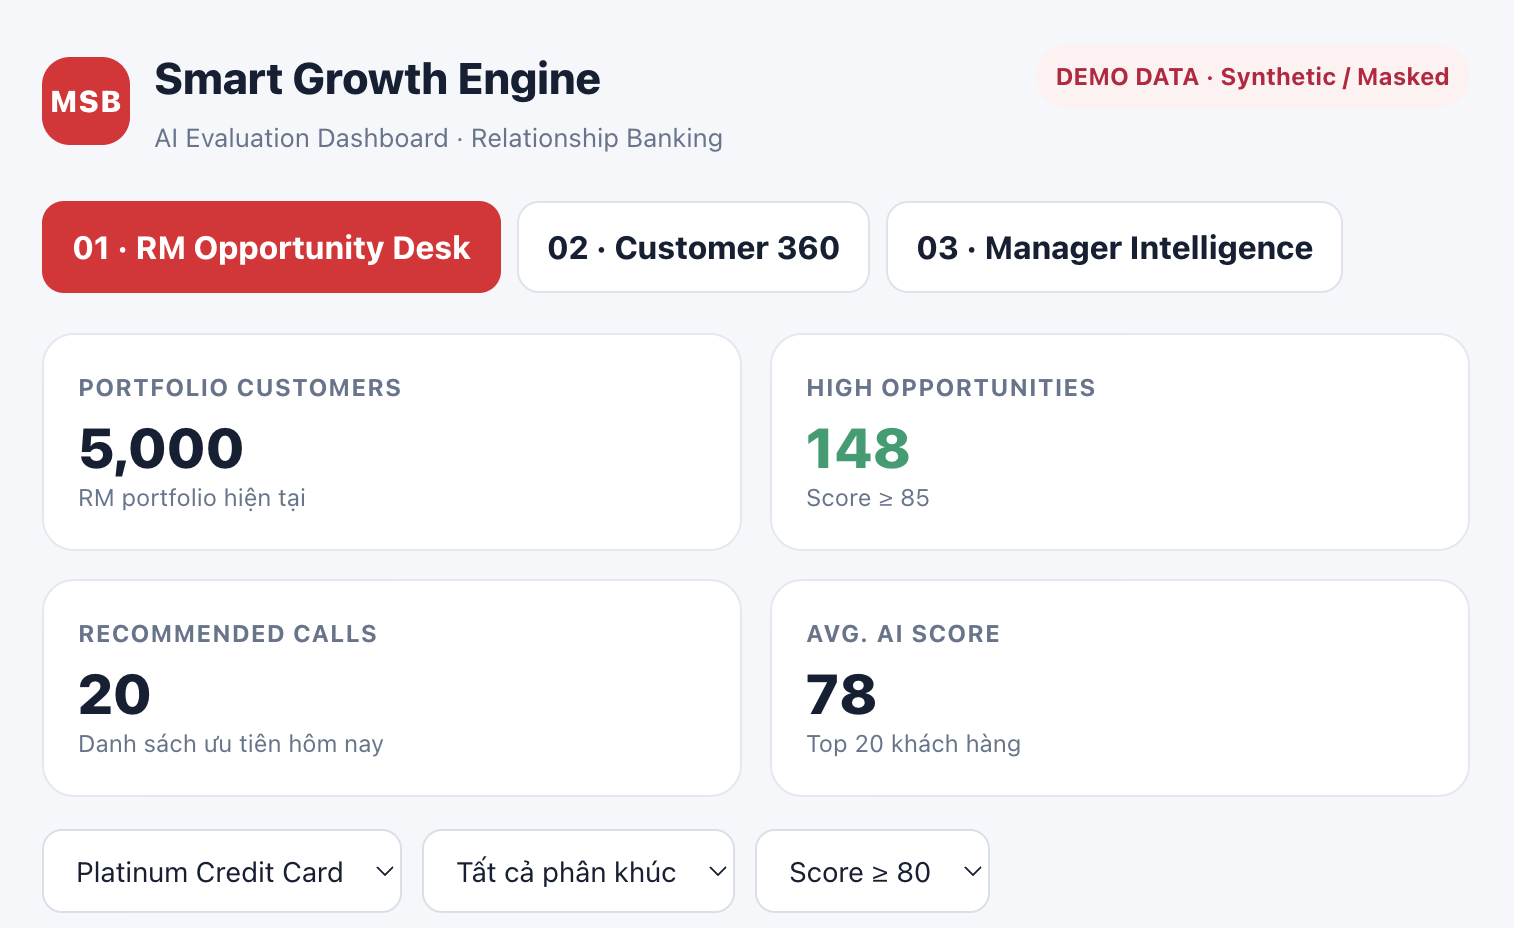 MSB
Smart Growth Engine
AI Evaluation Dashboard · Relationship Banking
DEMO DATA · Synthetic / Masked
01 · RM Opportunity Desk
02 · Customer 360
03 · Manager Intelligence
PORTFOLIO CUSTOMERS
5,000
RM portfolio hiện tại
HIGH OPPORTUNITIES
148
Score ≥ 85
RECOMMENDED CALLS
20
Danh sách ưu tiên hôm nay
AVG. AI SCORE
78
Top 20 khách hàng
Platinum Credit Card
Tất cả phân khúc
Score ≥ 80